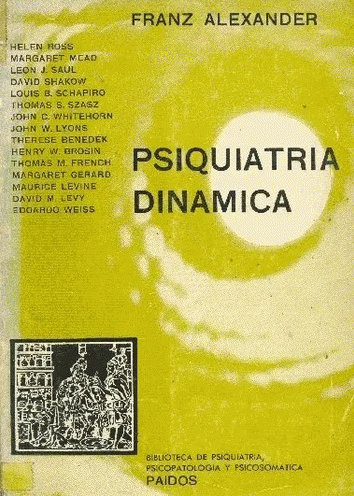 FRANZ ALEXANDER
HELEN ROSS
MARGARET MEAD
LEON J. SAUL
DAVID SHAKOW
LOUIS B. SCHAPIRO
THOMAS S. SZASZ
JOHN C. WHITEHORN
JOHN W. LYONS
THERESE BENEDEK
HENRY W. BROSIN
THOMAS M. FRENCH
MARGARET GERARD
MAURICE LEVINE
DAVID M. LEVY
EDOARDO WEISS
PSIQUIATRIA
DINAMICA
BIBLIOTECA DE PSIQUIATRIA,
PSICOPATOLOGIA Y PSICOSOMATICA
PAIDOS